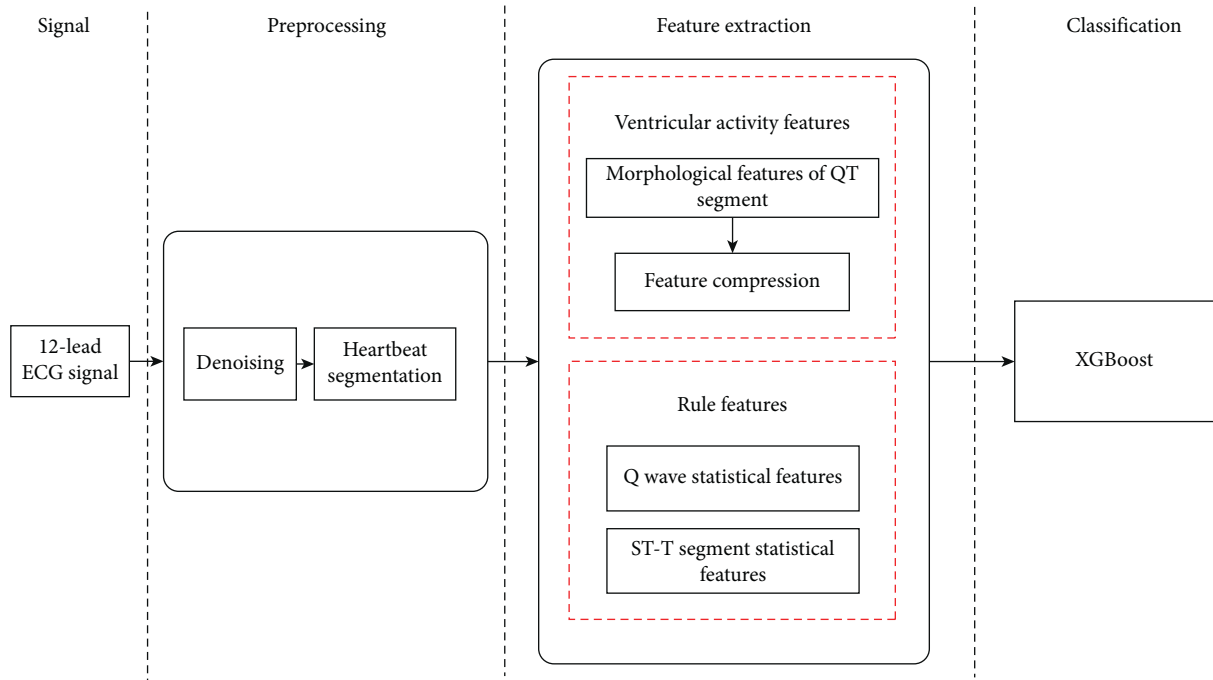 Signal
Preprocessing
Feature extraction
Classification
12-lead
ECG signal
Denoising
Heartbeat
segmentation
Ventricular activity features
Morphological features of QT
segment
Feature compression
Rule features
Q wave statistical features
ST-T segment statistical
features
XGBoost